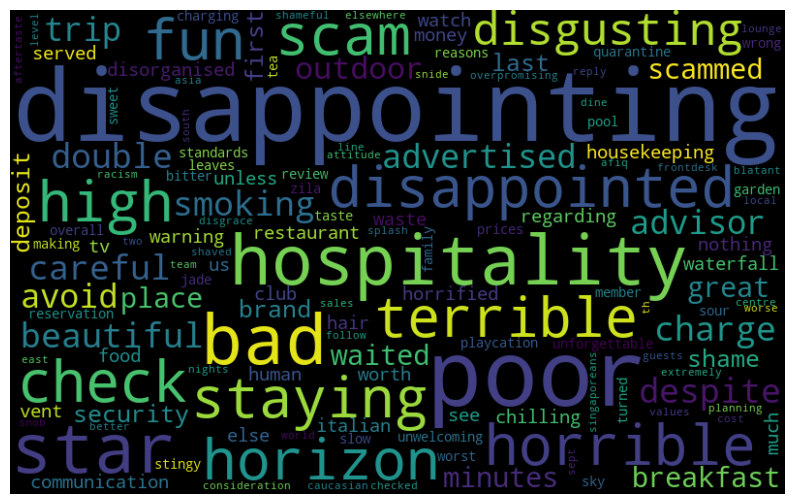 aftertaste level charging shameful elsewhere watch reasons quarantine lounge wrong
trip fun first scam money disgusting
served disorganised asia tea outdoor snide last overpromising reply scammed
disappointing
sweet south line dine pool
double standards leaves attitude advertised housekeeping afiq blatant frontdesk
racism bitter unless review disappointed garden local
deposit high smoking zila taste regarding advisor
disgrace waste prices
overall restaurant splash nothing
making two tv warning shaved family
hospitality
careful team us jade horrified waterfall
avoid place club sales terrible member great centre sour th worse
reservation brand hair follow playcation unforgettable charge
beautiful bad waited shame
east food human worth poor singaporeans guests extremely
check nights staying see despite
vent better security italian else chilling turned values planning cost much
star snob stingy slow unwelcoming horrible
world horizon worst minutes sept breakfast
communication consideration caucasian checked sky